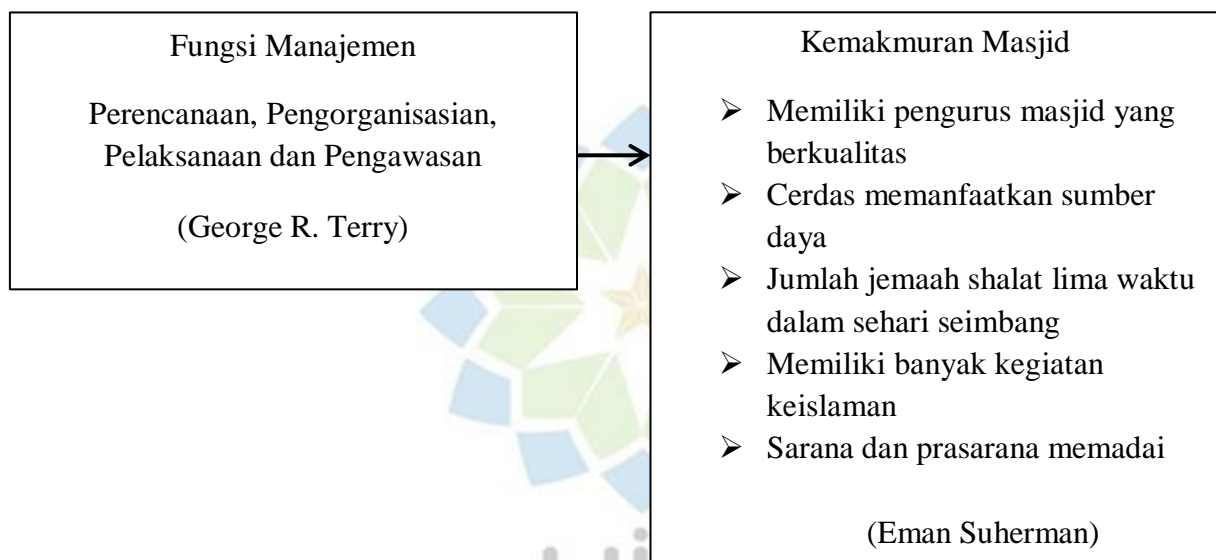 Fungsi Manajemen
Perencanaan, Pengorganisasian,
Pelaksanaan dan Pengawasan
(George R. Terry)
Kemakmuran Masjid
➢ Memiliki pengurus masjid yang
berkualitas
➢ Cerdas memanfaatkan sumber
daya
➢ Jumlah jemaah shalat lima waktu
dalam sehari seimbang
➢ Memiliki banyak kegiatan
keislaman
➢ Sarana dan prasarana memadai
(Eman Suherman)